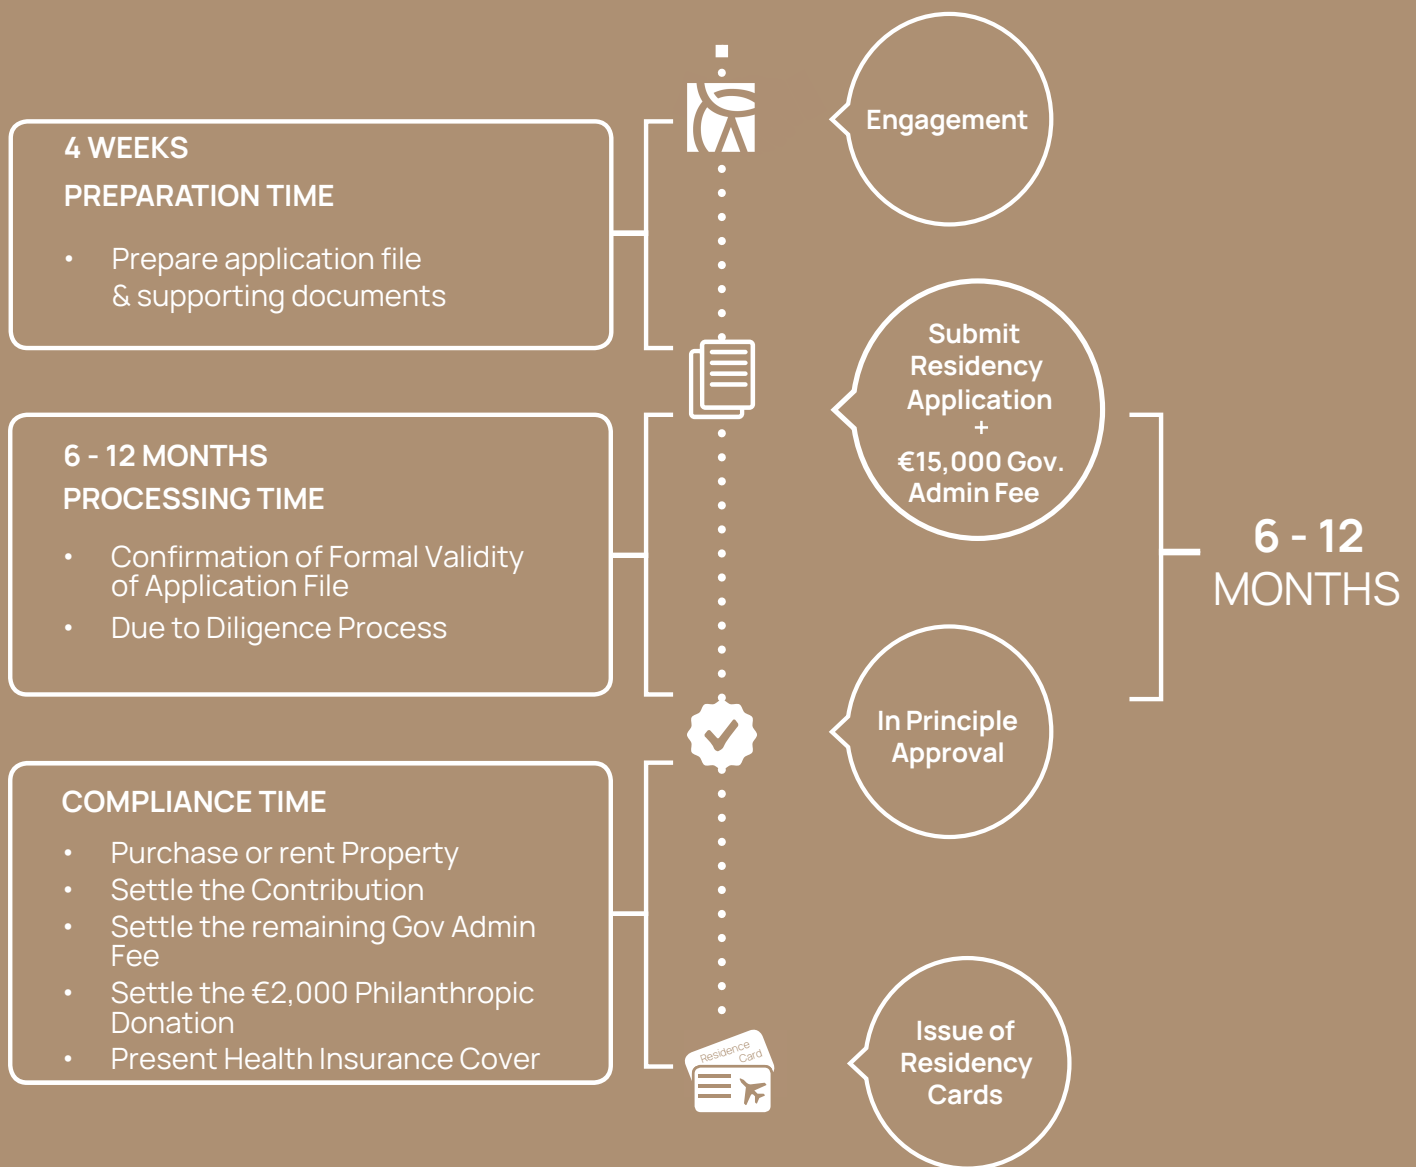 Engagement
4 WEEKS
PREPARATION TIME
• Prepare application file
& supporting documents
Submit
Residency
Application
+
€15,000 Gov.
Admin Fee
6 - 12 MONTHS
PROCESSING TIME
• Confirmation of Formal Validity
of Application File
• Due to Diligence Process
6 - 12
MONTHS
In Principle
Approval
COMPLIANCE TIME
• Purchase or rent Property
• Settle the Contribution
• Settle the remaining Gov Admin
Fee
• Settle the €2,000 Philanthropic
Donation
• Present Health Insurance Cover
Residence
Card
Issue of
Residency
Cards